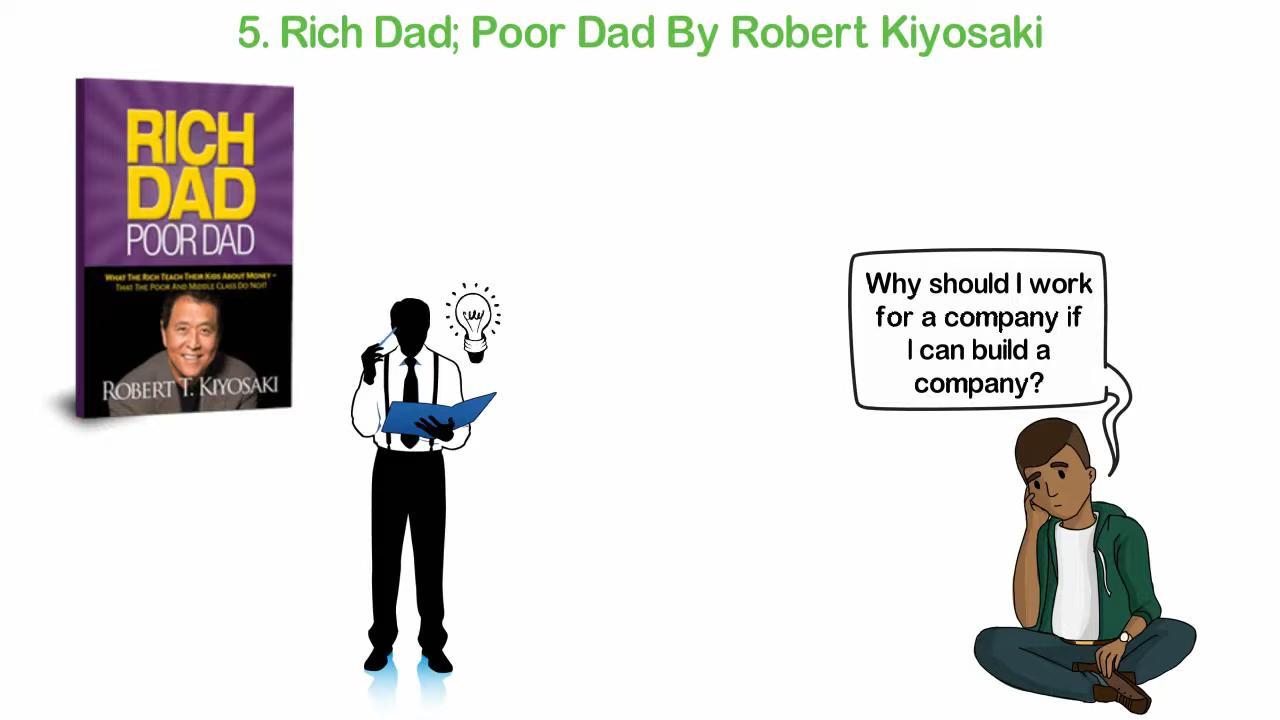 5. Rich Dad; Poor Dad By Robert Kiyosaki
RICH
DAD
POOR DAD
WHAT THE RICH TEACH THEIR KIDS ABOUT MONEY –
THAT THE POOR AND MIDDLE CLASS DO NOT!
ROBERT T. KIYOSAKI
Why should I work
for a company if
I can build a
company?